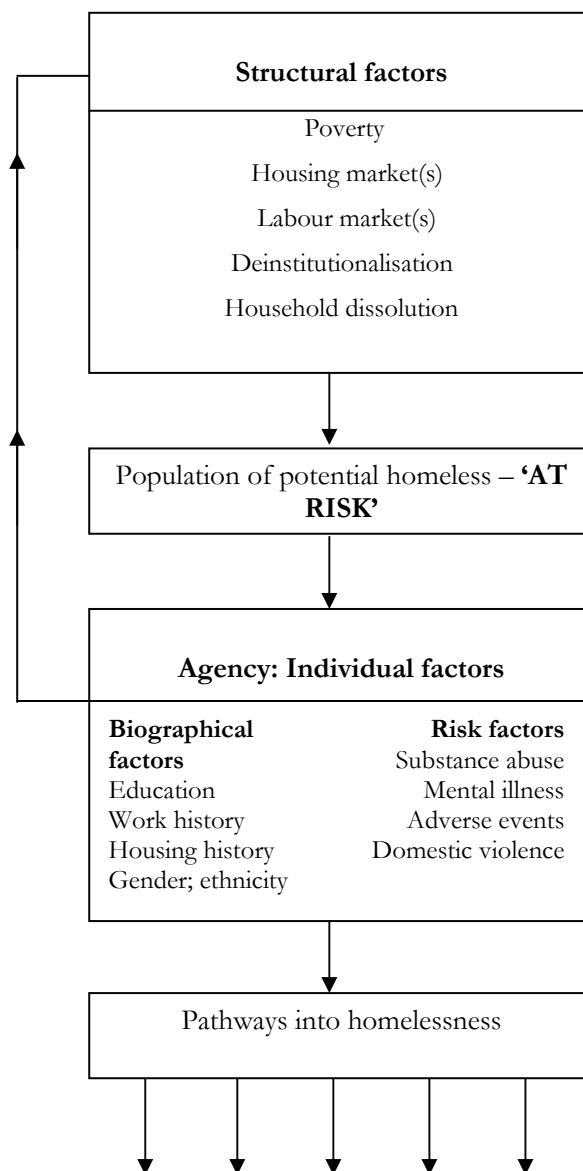 Structural factors
Poverty
Housing market(s)
Labour market(s)
Deinstitutionalisation
Household dissolution
Population of potential homeless – ‘AT
RISK’
Agency: Individual factors
Biographical
factors
Education
Work history
Housing history
Gender; ethnicity
Risk factors
Substance abuse
Mental illness
Adverse events
Domestic violence
Pathways into homelessness